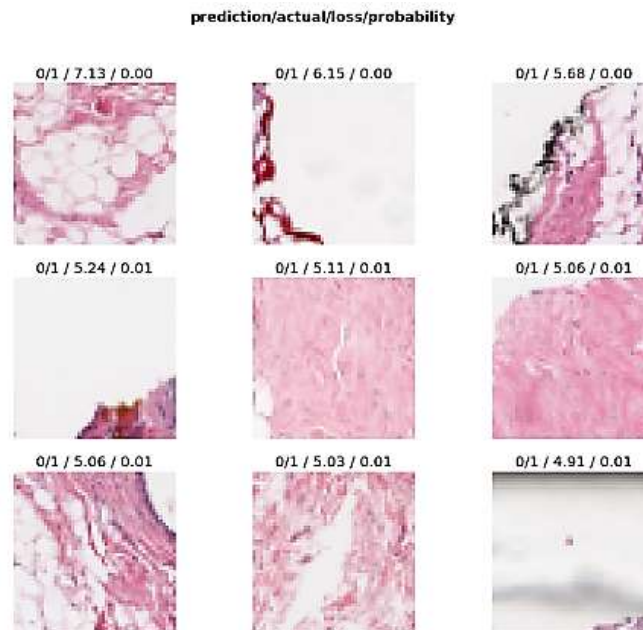 prediction/actual/loss/probability
0/1 / 7.13 / 0.00
0/1 / 6.15 / 0.00
0/1 / 5.68 / 0.00
0/1 / 5.24 / 0.01
0/1 / 5.11 / 0.01
0/1 / 5.06 / 0.01
0/1 / 5.06 / 0.01
0/1 / 5.03 / 0.01
0/1 / 4.91 / 0.01